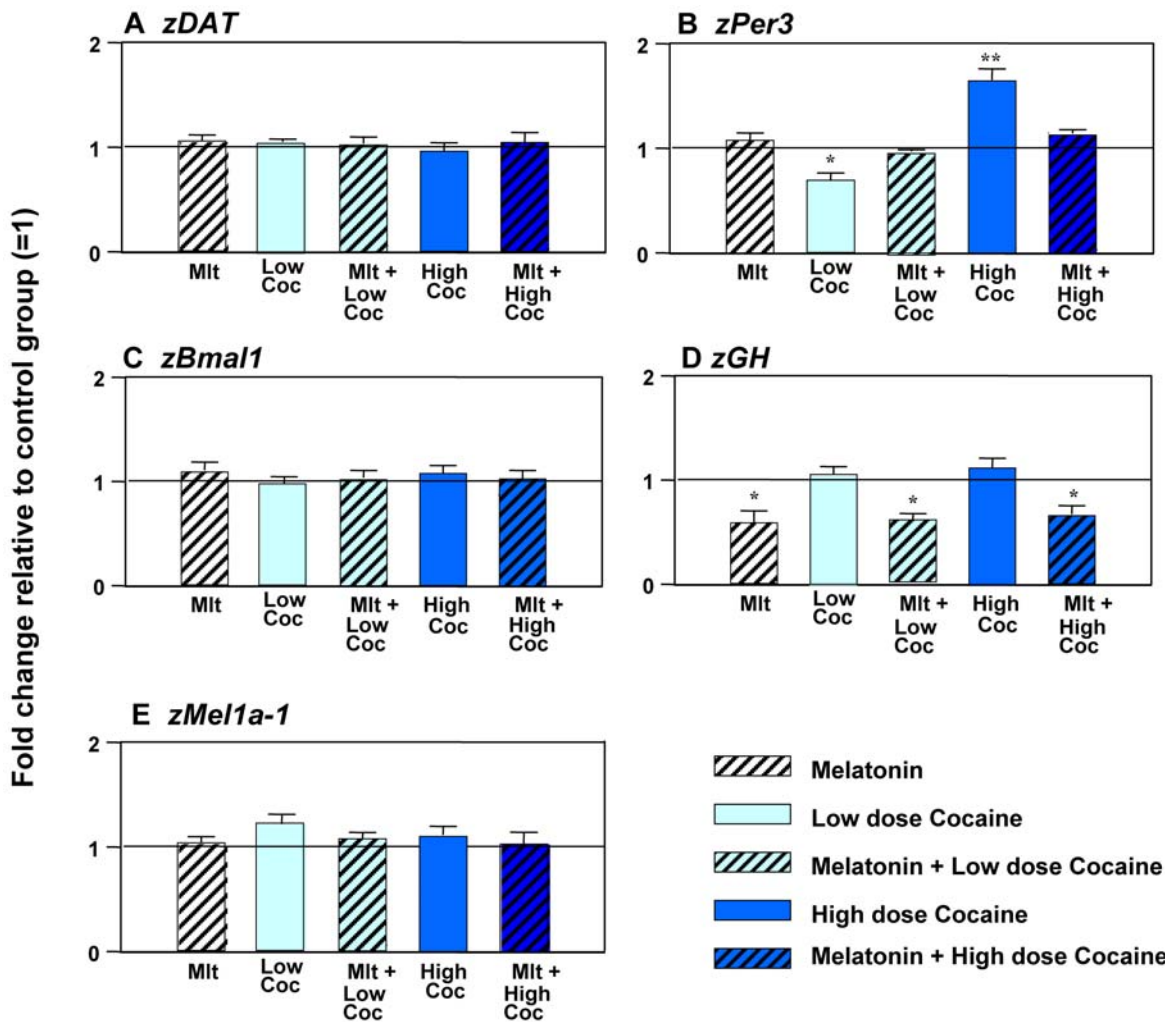 Fold change relative to control group (=1)
A zDAT
2
1
0
Mlt
Low
Coc
Mlt +
Low
Coc
High
Coc
Mlt +
High
Coc
B zPer3
2
1
0
*
**
Mlt
Low
Coc
Mlt +
Low
Coc
High
Coc
Mlt +
High
Coc
C zBmal1
2
1
0
Mlt
Low
Coc
Mlt +
Low
Coc
High
Coc
Mlt +
High
Coc
D zGH
2
1
0
*
*
*
Mlt
Low
Coc
Mlt +
Low
Coc
High
Coc
Mlt +
High
Coc
E zMel1a-1
2
1
0
Mlt
Low
Coc
Mlt +
Low
Coc
High
Coc
Mlt +
High
Coc
Melatonin
Low dose Cocaine
Melatonin + Low dose Cocaine
High dose Cocaine
Melatonin + High dose Cocaine